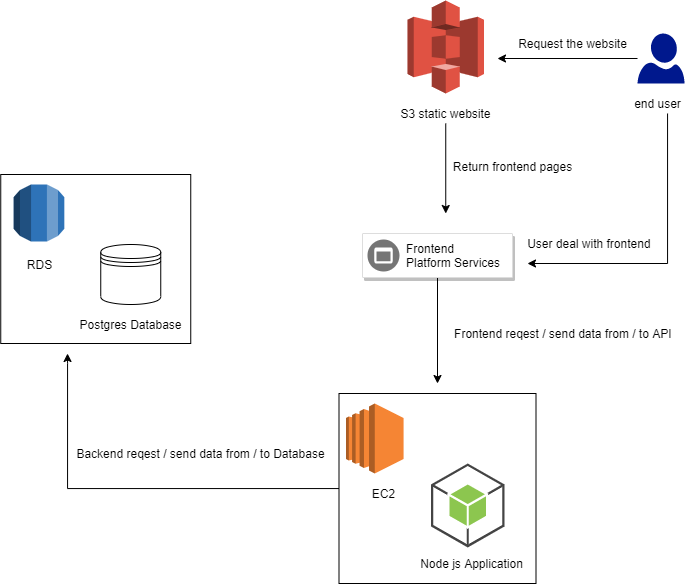 Request the website
end user
S3 static website
Return frontend pages
RDS
Postgres Database
Frontend
Platform Services
User deal with frontend
Frontend reqest / send data from / to API
Backend reqest / send data from / to Database
EC2
Node js Application